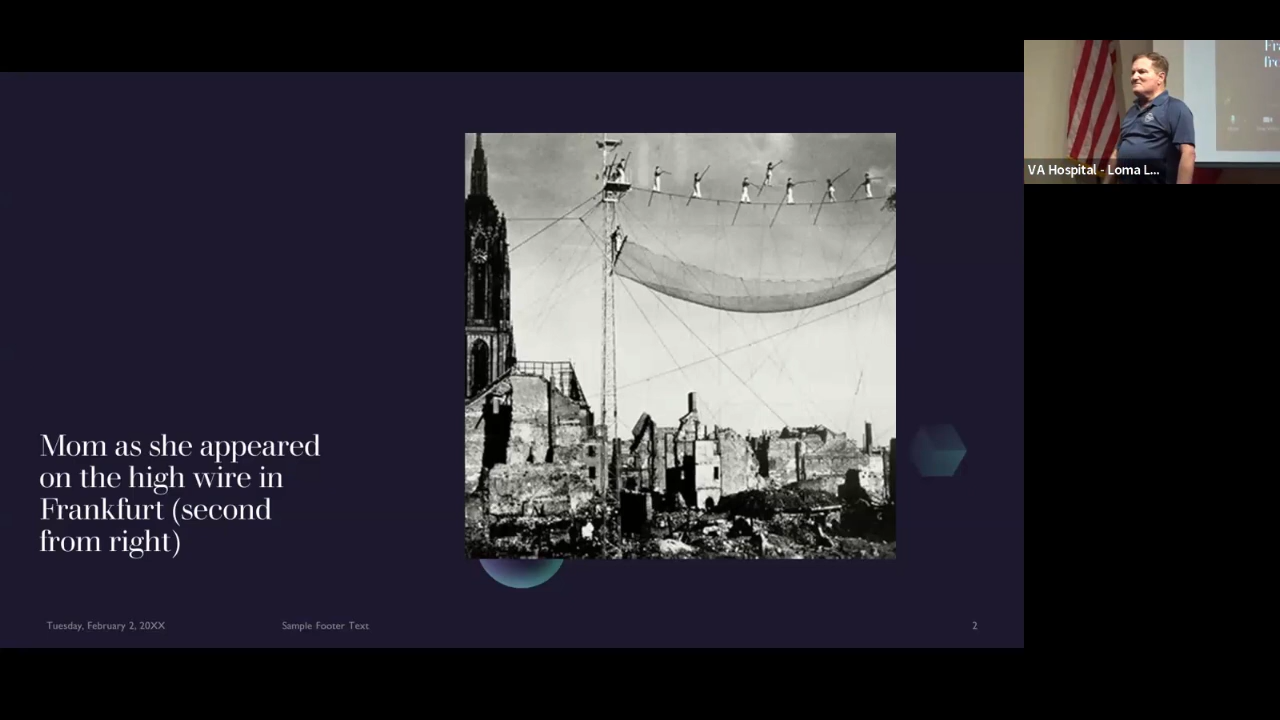 Mom as she appeared
on the high wire in
Frankfurt (second
from right)
Tuesday, February 2, 20XX
Sample Footer Text
2
VA Hospital - Loma L...